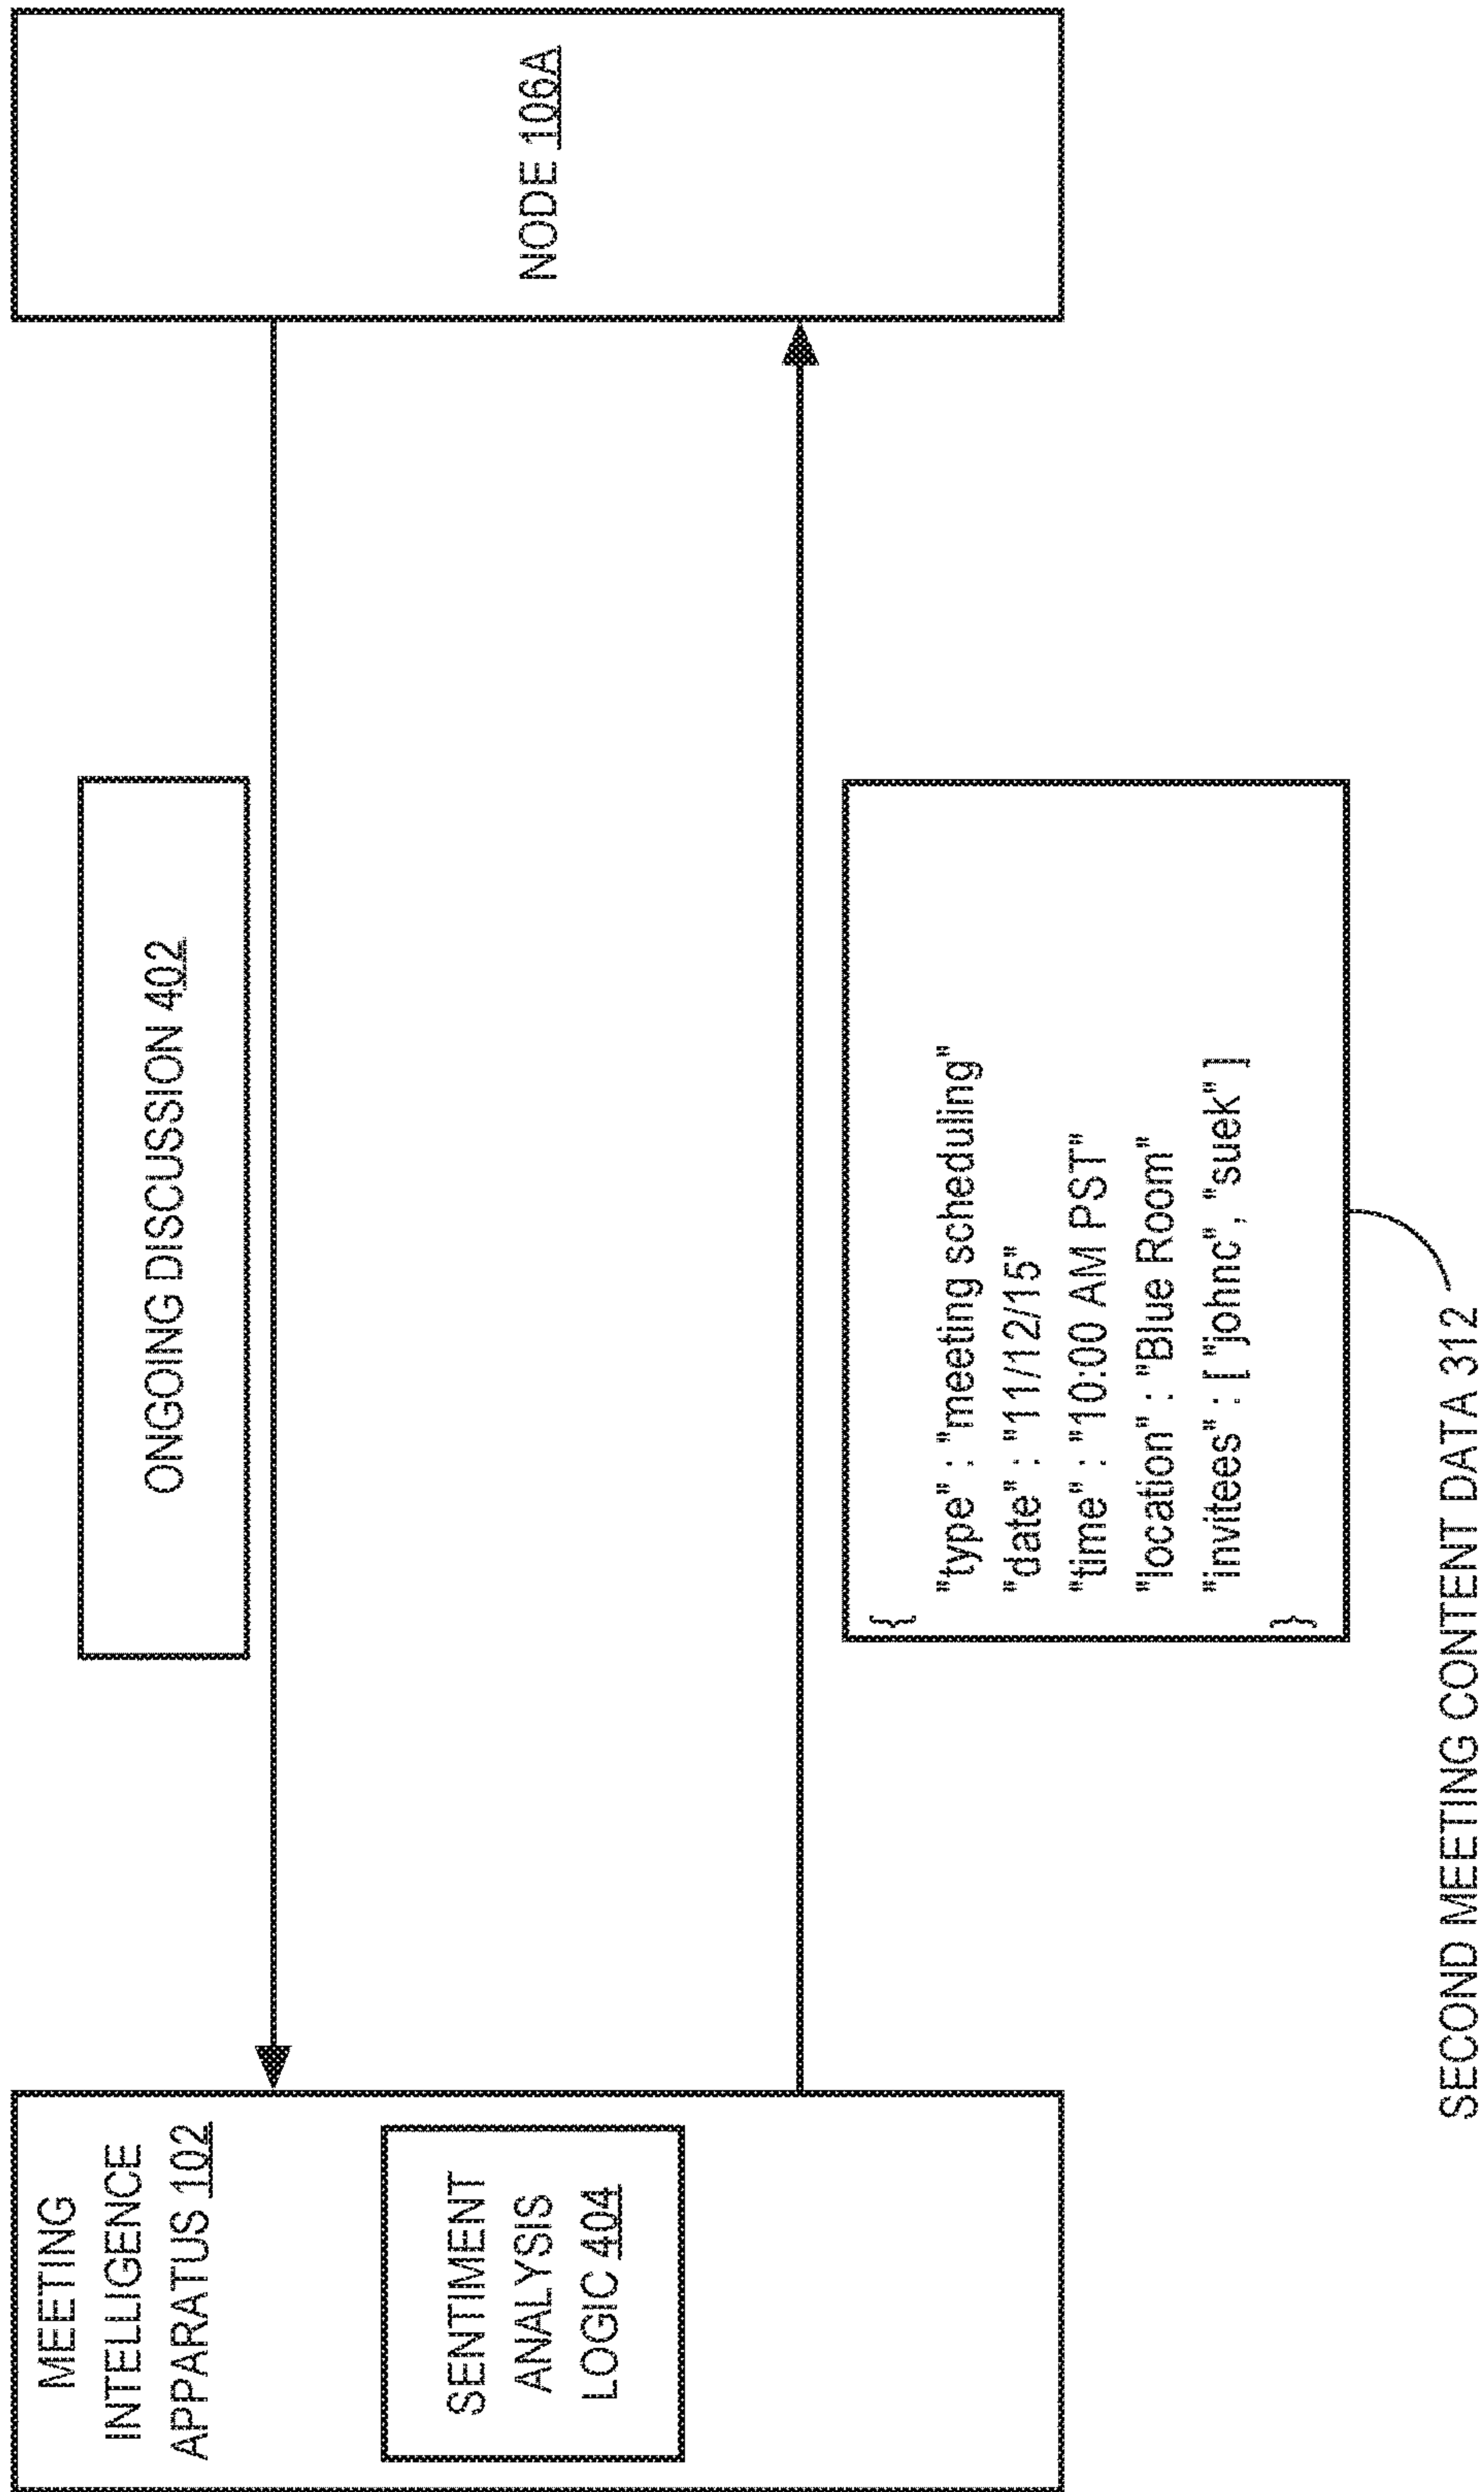 MEETING
INTELLIGENCE
APPARATUS 102
SENTIMENT
ANALYSIS
LOGIC 404
ONGOING DISCUSSION 402
NODE 106A
{
"type" : "meeting scheduling"
"date" : "11/12/15"
"time" : "10:00 AM PST"
"location" : "Blue Room"
"invitees" : [ "johnc", "suek" ]
}
SECOND MEETING CONTENT DATA 312